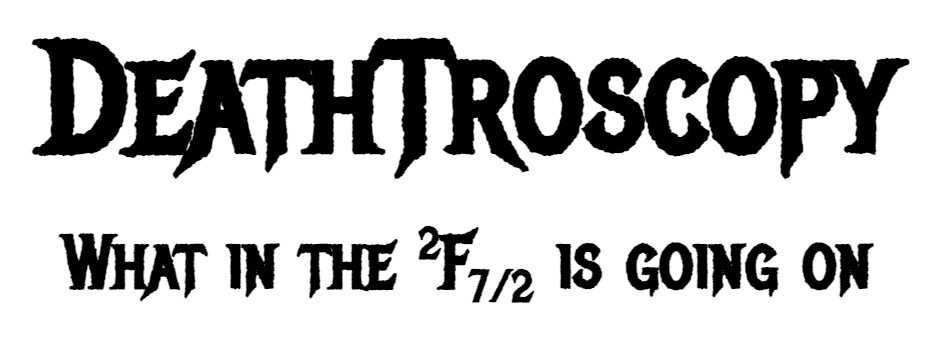 DeathTroscopy
What in the ²F₇/₂ is going on